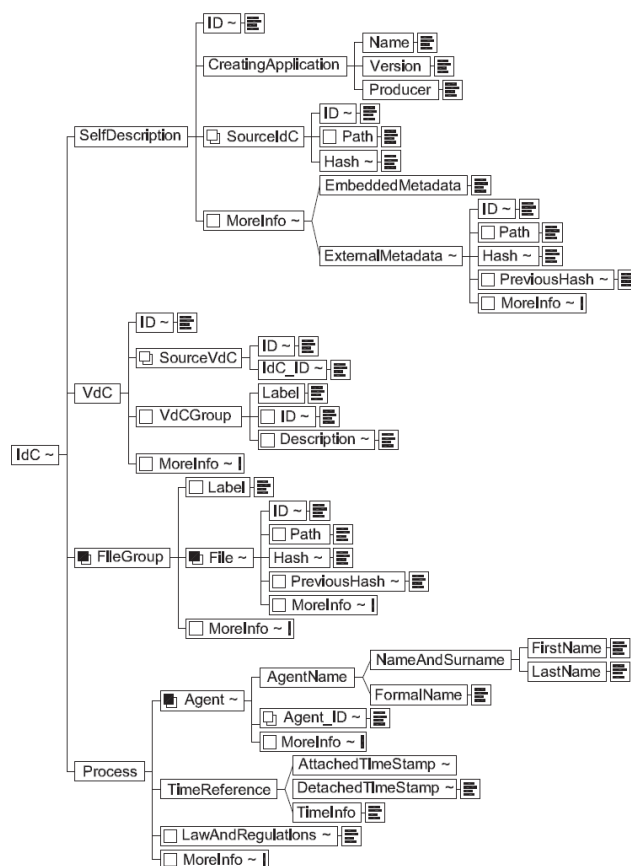 ID ~
Name
CreatingApplication
Version
Producer
ID ~
SelfDescription
SourceIdC
Path
Hash ~
EmbeddedMetadata
MoreInfo ~
ID ~
Path
ExternalMetadata ~
Hash ~
PreviousHash ~
MoreInfo ~
ID ~
SourceVdC
ID ~
IdC_ID ~
VdC
Label
VdCGroup
ID ~
Description ~
IdC ~
MoreInfo ~
Label
ID ~
Path
FileGroup
File ~
Hash ~
PreviousHash ~
MoreInfo ~
MoreInfo ~
FirstName
NameAndSurname
LastName
AgentName
Agent ~
FormalName
Agent_ID ~
MoreInfo ~
Process
AttachedTimeStamp ~
TimeReference
DetachedTimeStamp ~
TimeInfo
LawAndRegulations ~
MoreInfo ~